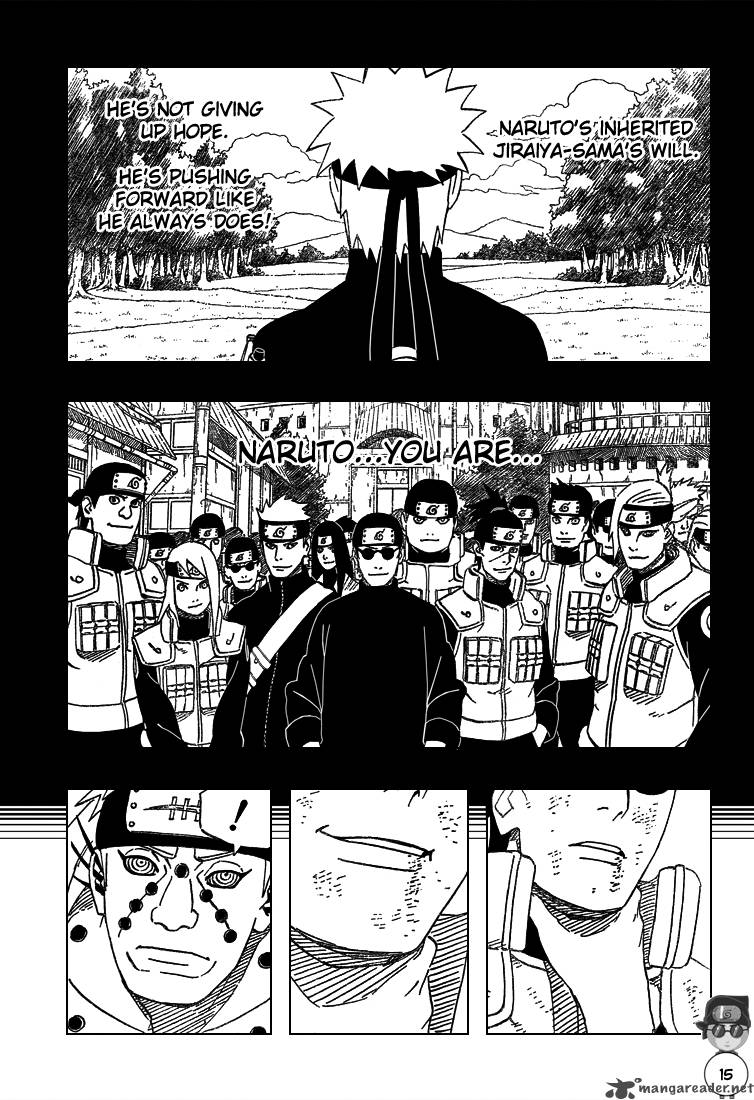 NARUTO'S INHERITED
JIRAIYA-SAMA'S WILL.
HE'S NOT GIVING
UP HOPE.
HE'S PUSHING
FORWARD LIKE
HE ALWAYS DOES!
NARUTO...YOU ARE...
!
15
mangareader.net